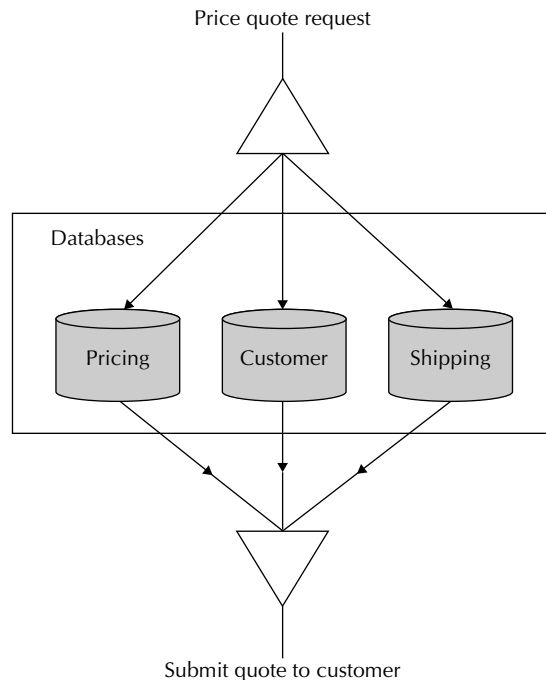 Price quote request
Databases
Pricing
Customer
Shipping
Submit quote to customer